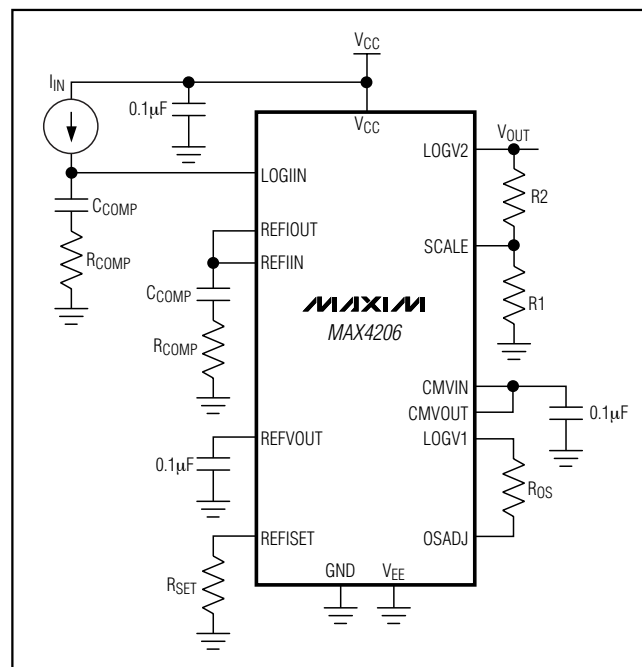 VCC
IIN
0.1µF
VCC
LOGV2
VOUT
LOGIIN
R2
CCOMP
REFIOUT
SCALE
REFIIN
RCOMP
CCOMP
R1
MAXIM
MAX4206
RCOMP
CMVIN
CMVOUT
0.1µF
REFVOUT
LOGV1
0.1µF
ROS
REFISET
OSADJ
RSET
GND
VEE